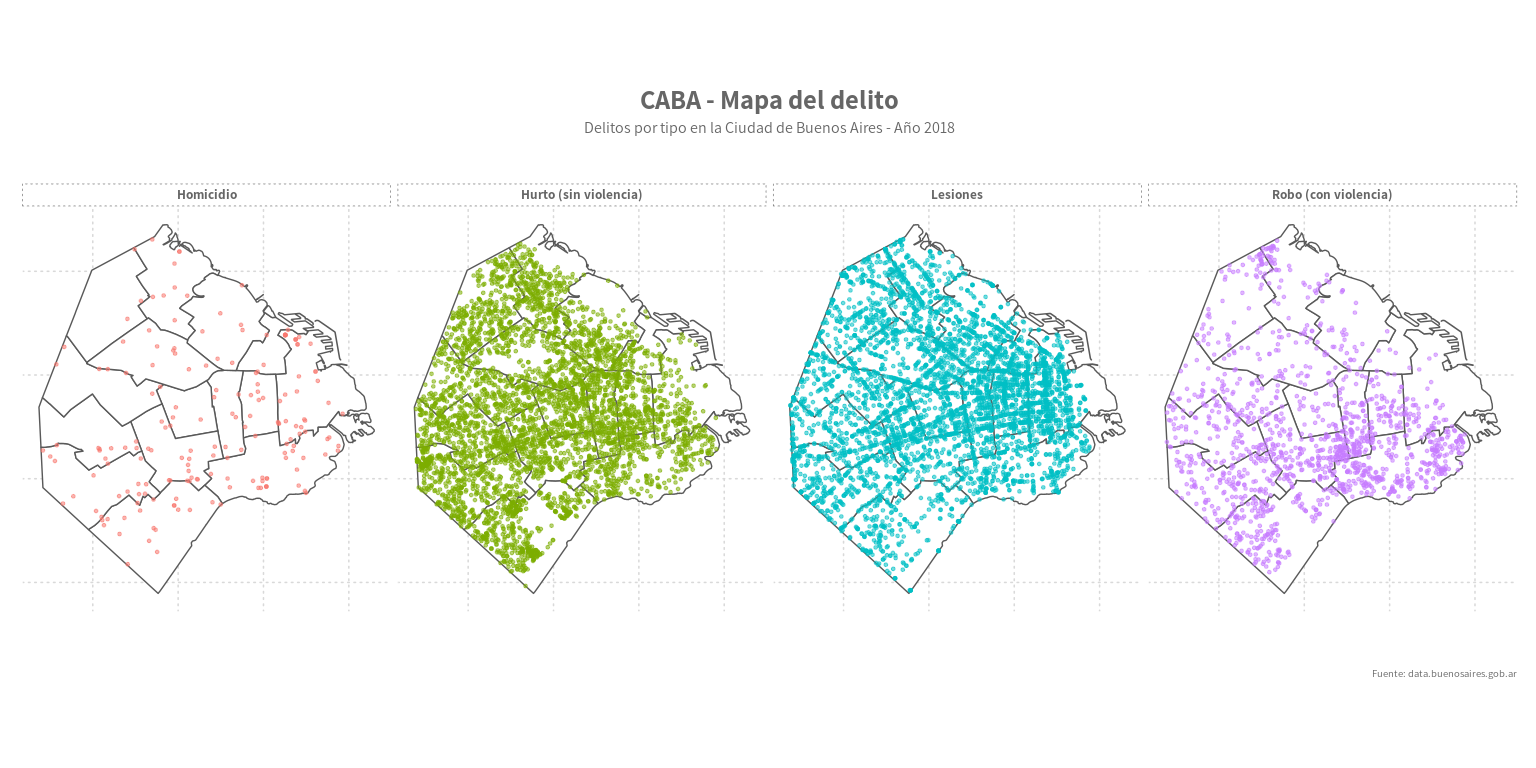 CABA - Mapa del delito
Delitos por tipo en la Ciudad de Buenos Aires - Año 2018
Homicidio
Hurto (sin violencia)
Lesiones
Robo (con violencia)
Fuente: data.buenosaires.gob.ar